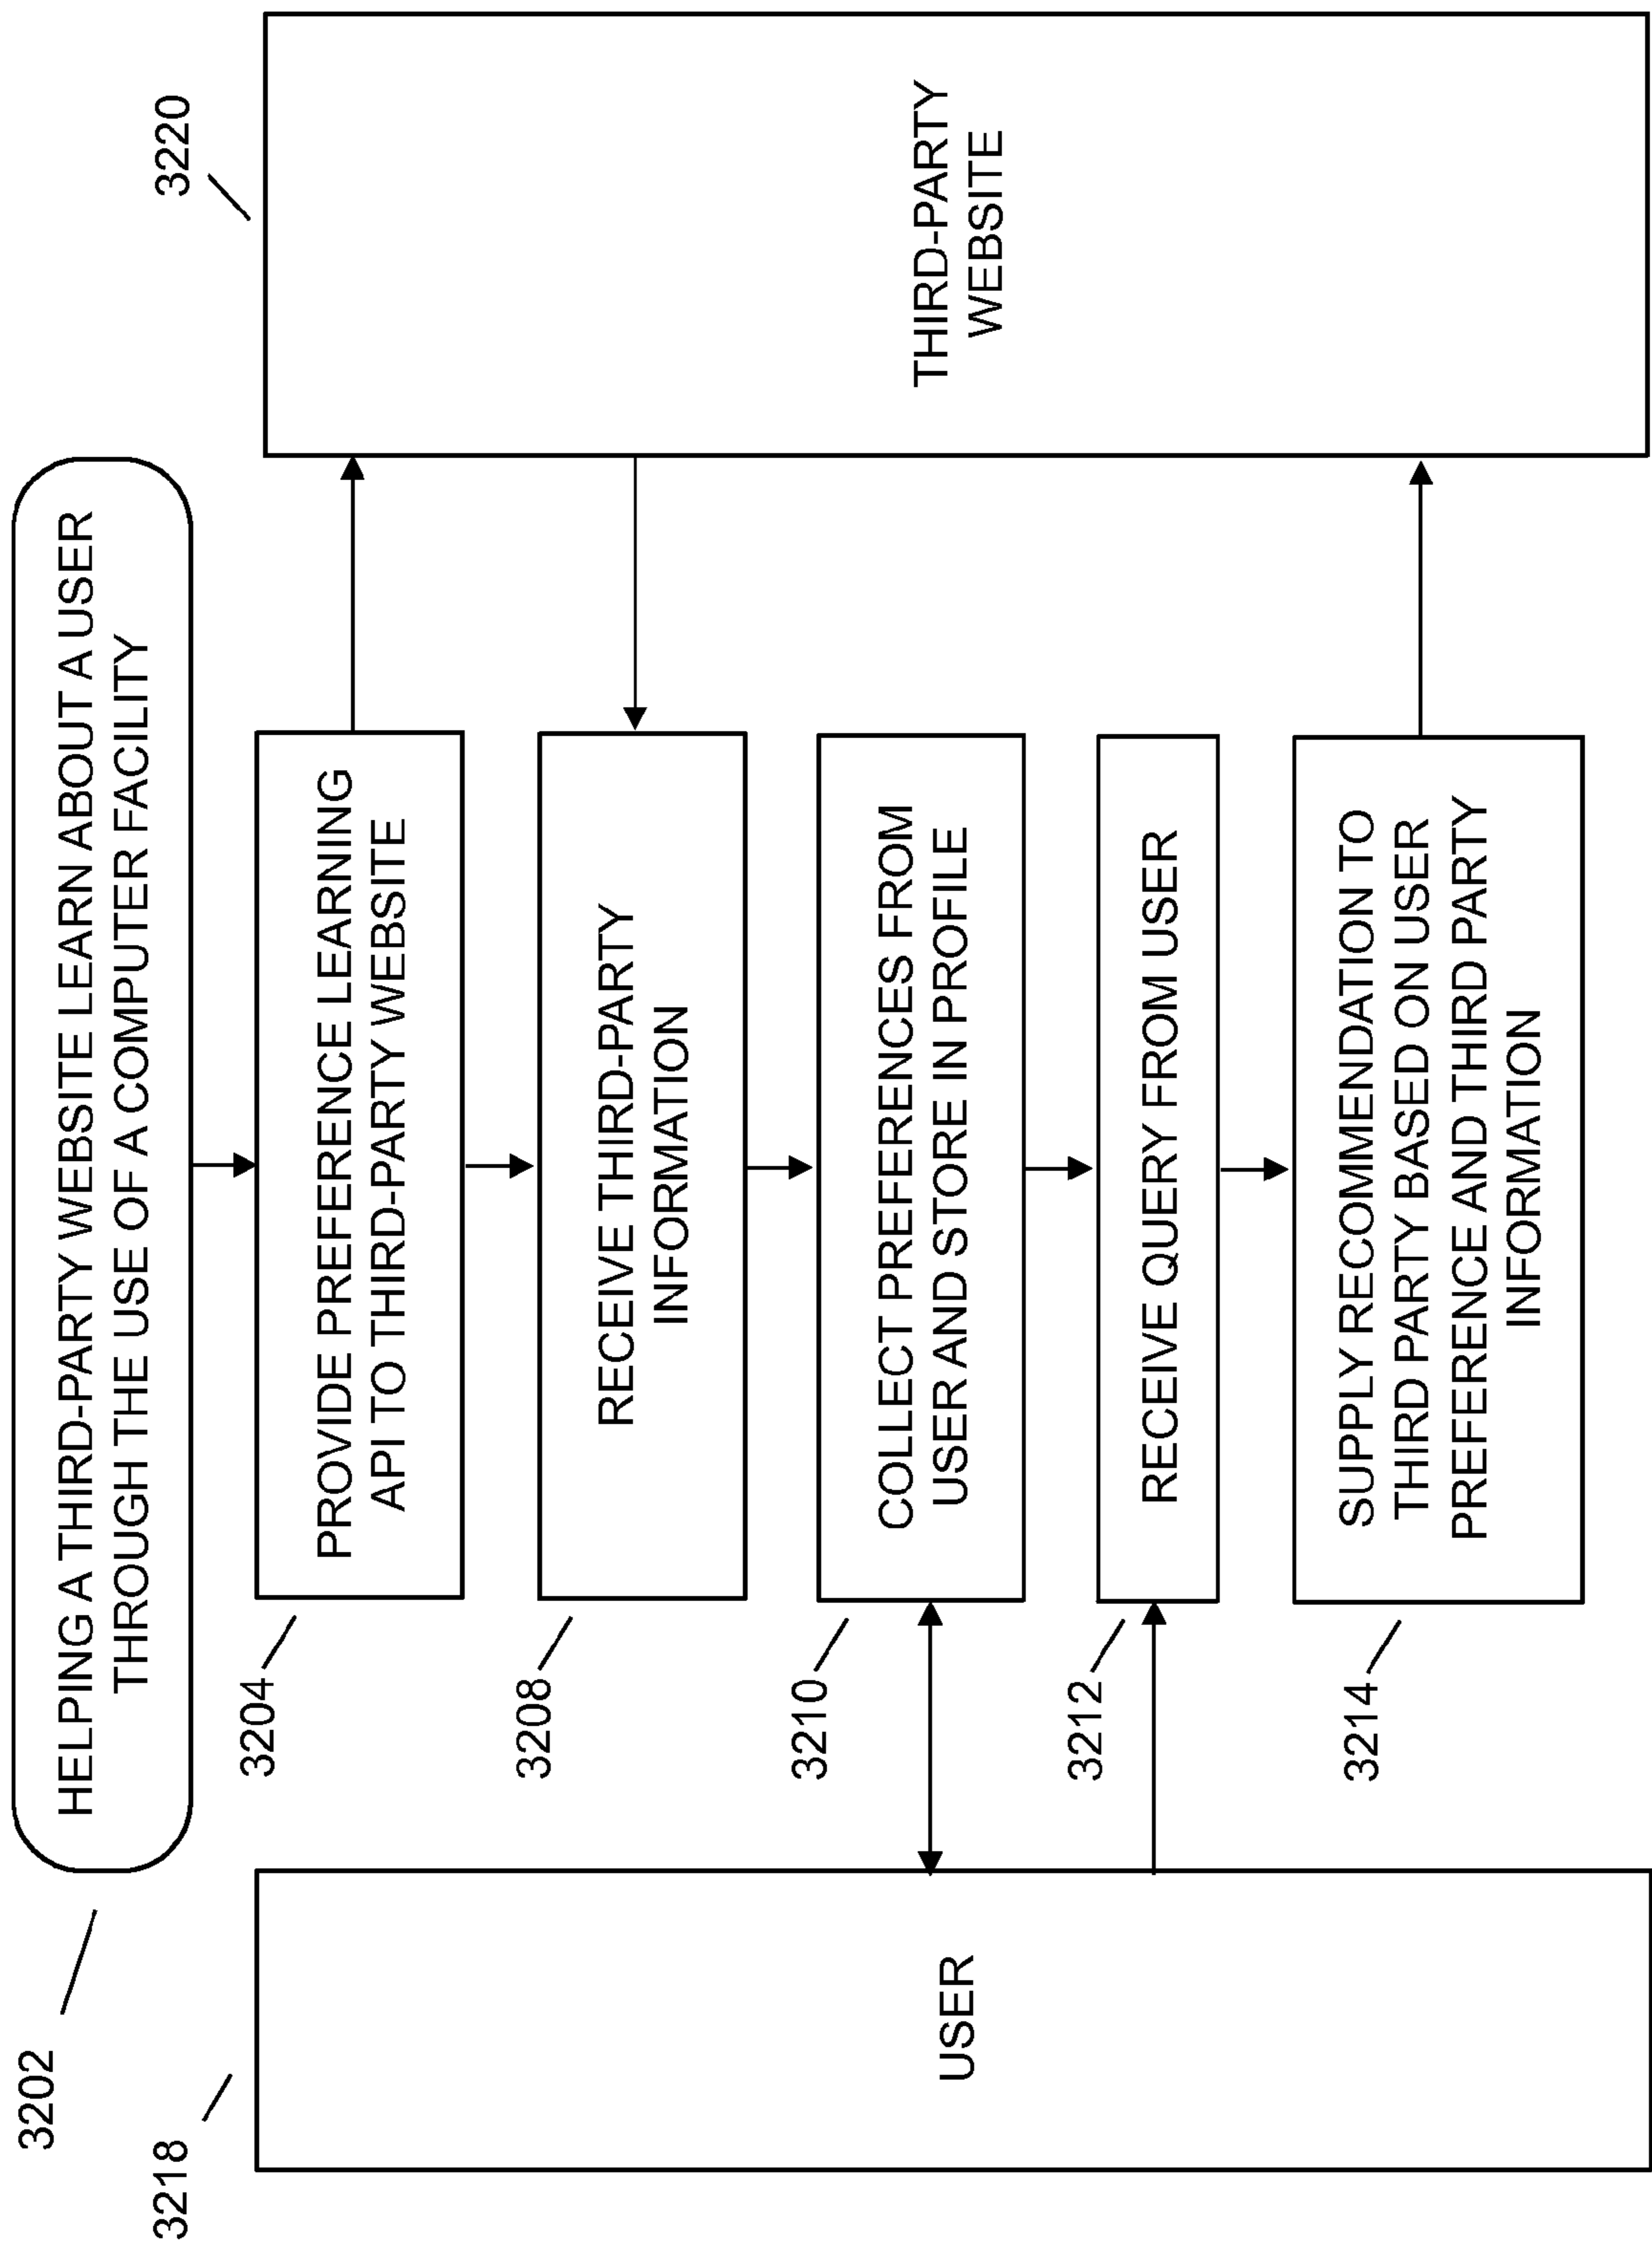 3202
HELPING A THIRD-PARTY WEBSITE LEARN ABOUT A USER
THROUGH THE USE OF A COMPUTER FACILITY
3218
USER
3204
PROVIDE PREFERENCE LEARNING
API TO THIRD-PARTY WEBSITE
3208
RECEIVE THIRD-PARTY
INFORMATION
3210
COLLECT PREFERENCES FROM
USER AND STORE IN PROFILE
3212
RECEIVE QUERY FROM USER
3214
SUPPLY RECOMMENDATION TO
THIRD PARTY BASED ON USER
PREFERENCE AND THIRD PARTY
INFORMATION
3220
THIRD-PARTY
WEBSITE